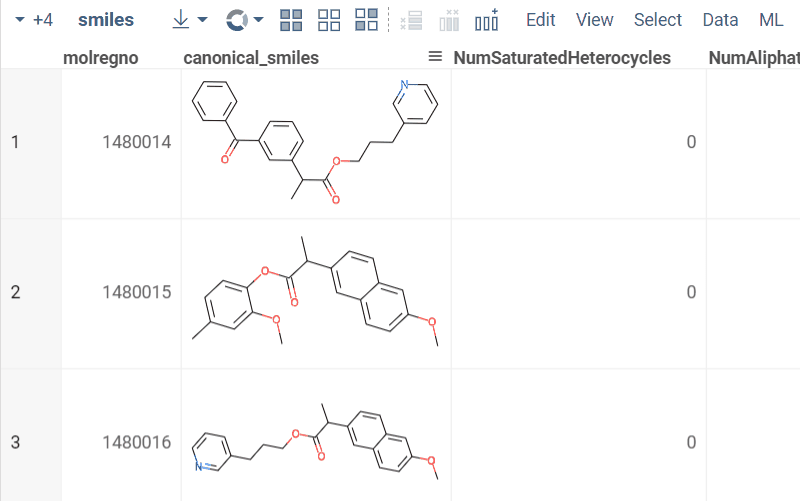 +4 smiles Edit View Select Data ML
molregno canonical_smiles NumSaturatedHeterocycles NumAliphat
1 1480014 N O O O 0
2 1480015 O O O O 0
3 1480016 N O O O 0